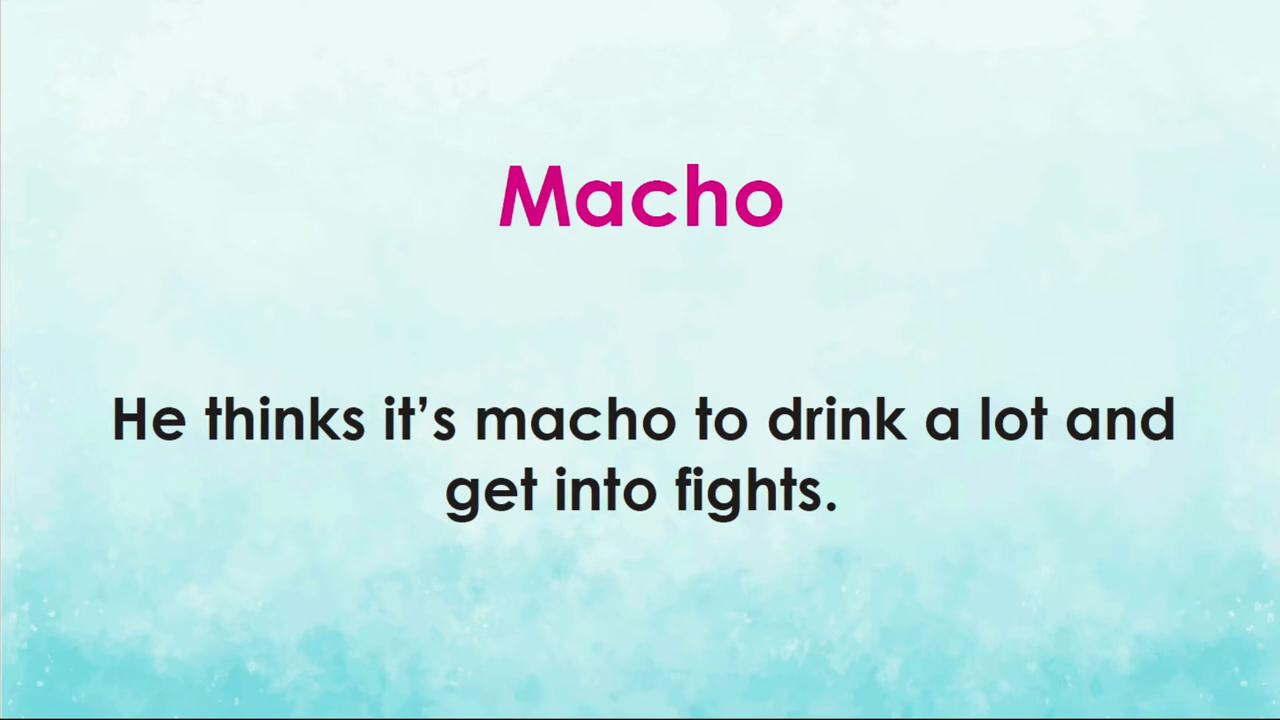 Macho
He thinks it’s macho to drink a lot and
get into fights.